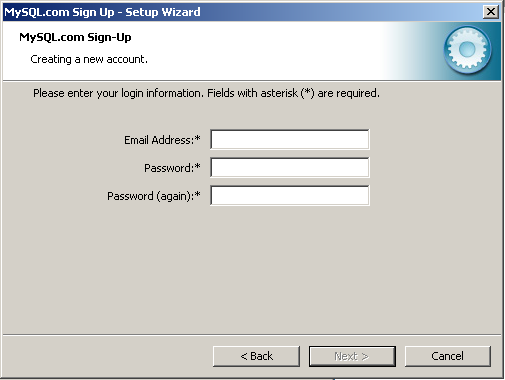 MySQL.com Sign Up - Setup Wizard
MySQL.com Sign-Up
Creating a new account.
Please enter your login information. Fields with asterisk (*) are required.
Email Address:*
Password:*
Password (again):*
< Back Next > Cancel